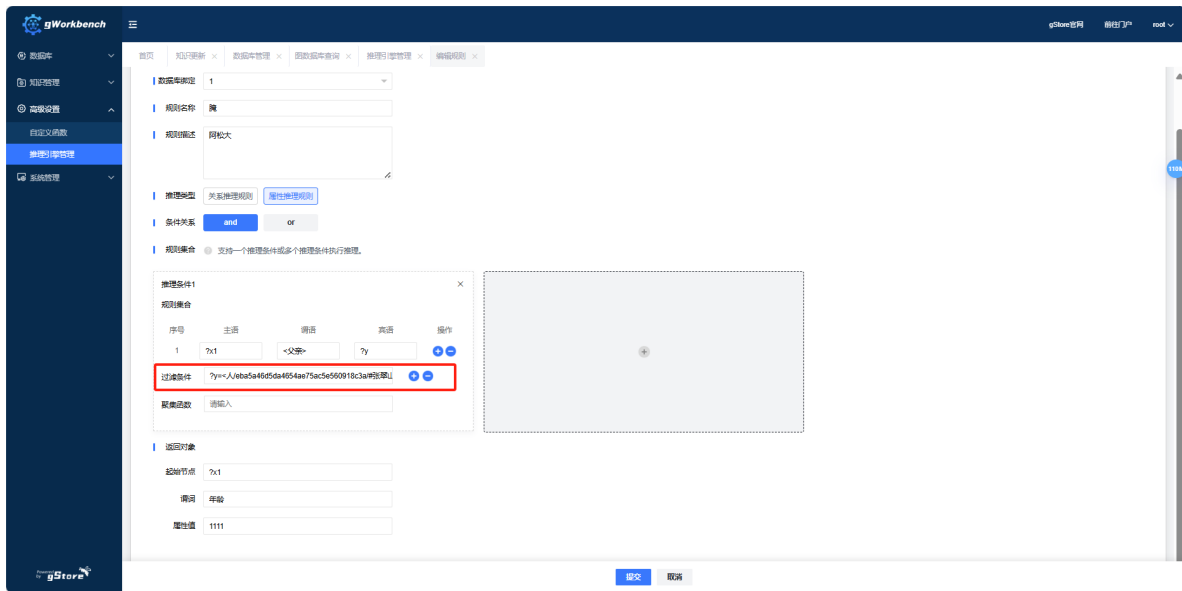 gWorkbench gStore官网 前往门户 root
数据库 首页 知识更新 × 数据库管理 × 图数据库查询 × 推理引擎管理 × 编辑规则 ×
知识管理 数据库绑定 1
高级设置 规则名称 腌
自定义函数 规则描述 阿松大
推理引擎管理
系统管理 推理类型 关系推理规则 属性推理规则
110M
条件关系 and or
规则集合 支持一个推理条件或多个推理条件执行推理。
推理条件1 ×
规则集合
序号 主语 谓语 宾语 操作
1 ?x1 <父亲> ?y
过滤条件 ?y=<人/eba5a46d5da4654ae75ac5e560918c3a/#张翠山
聚集函数 请输入
返回对象
起始节点 ?x1
谓词 年龄
属性值 1111
Powered by gStore 提交 取消